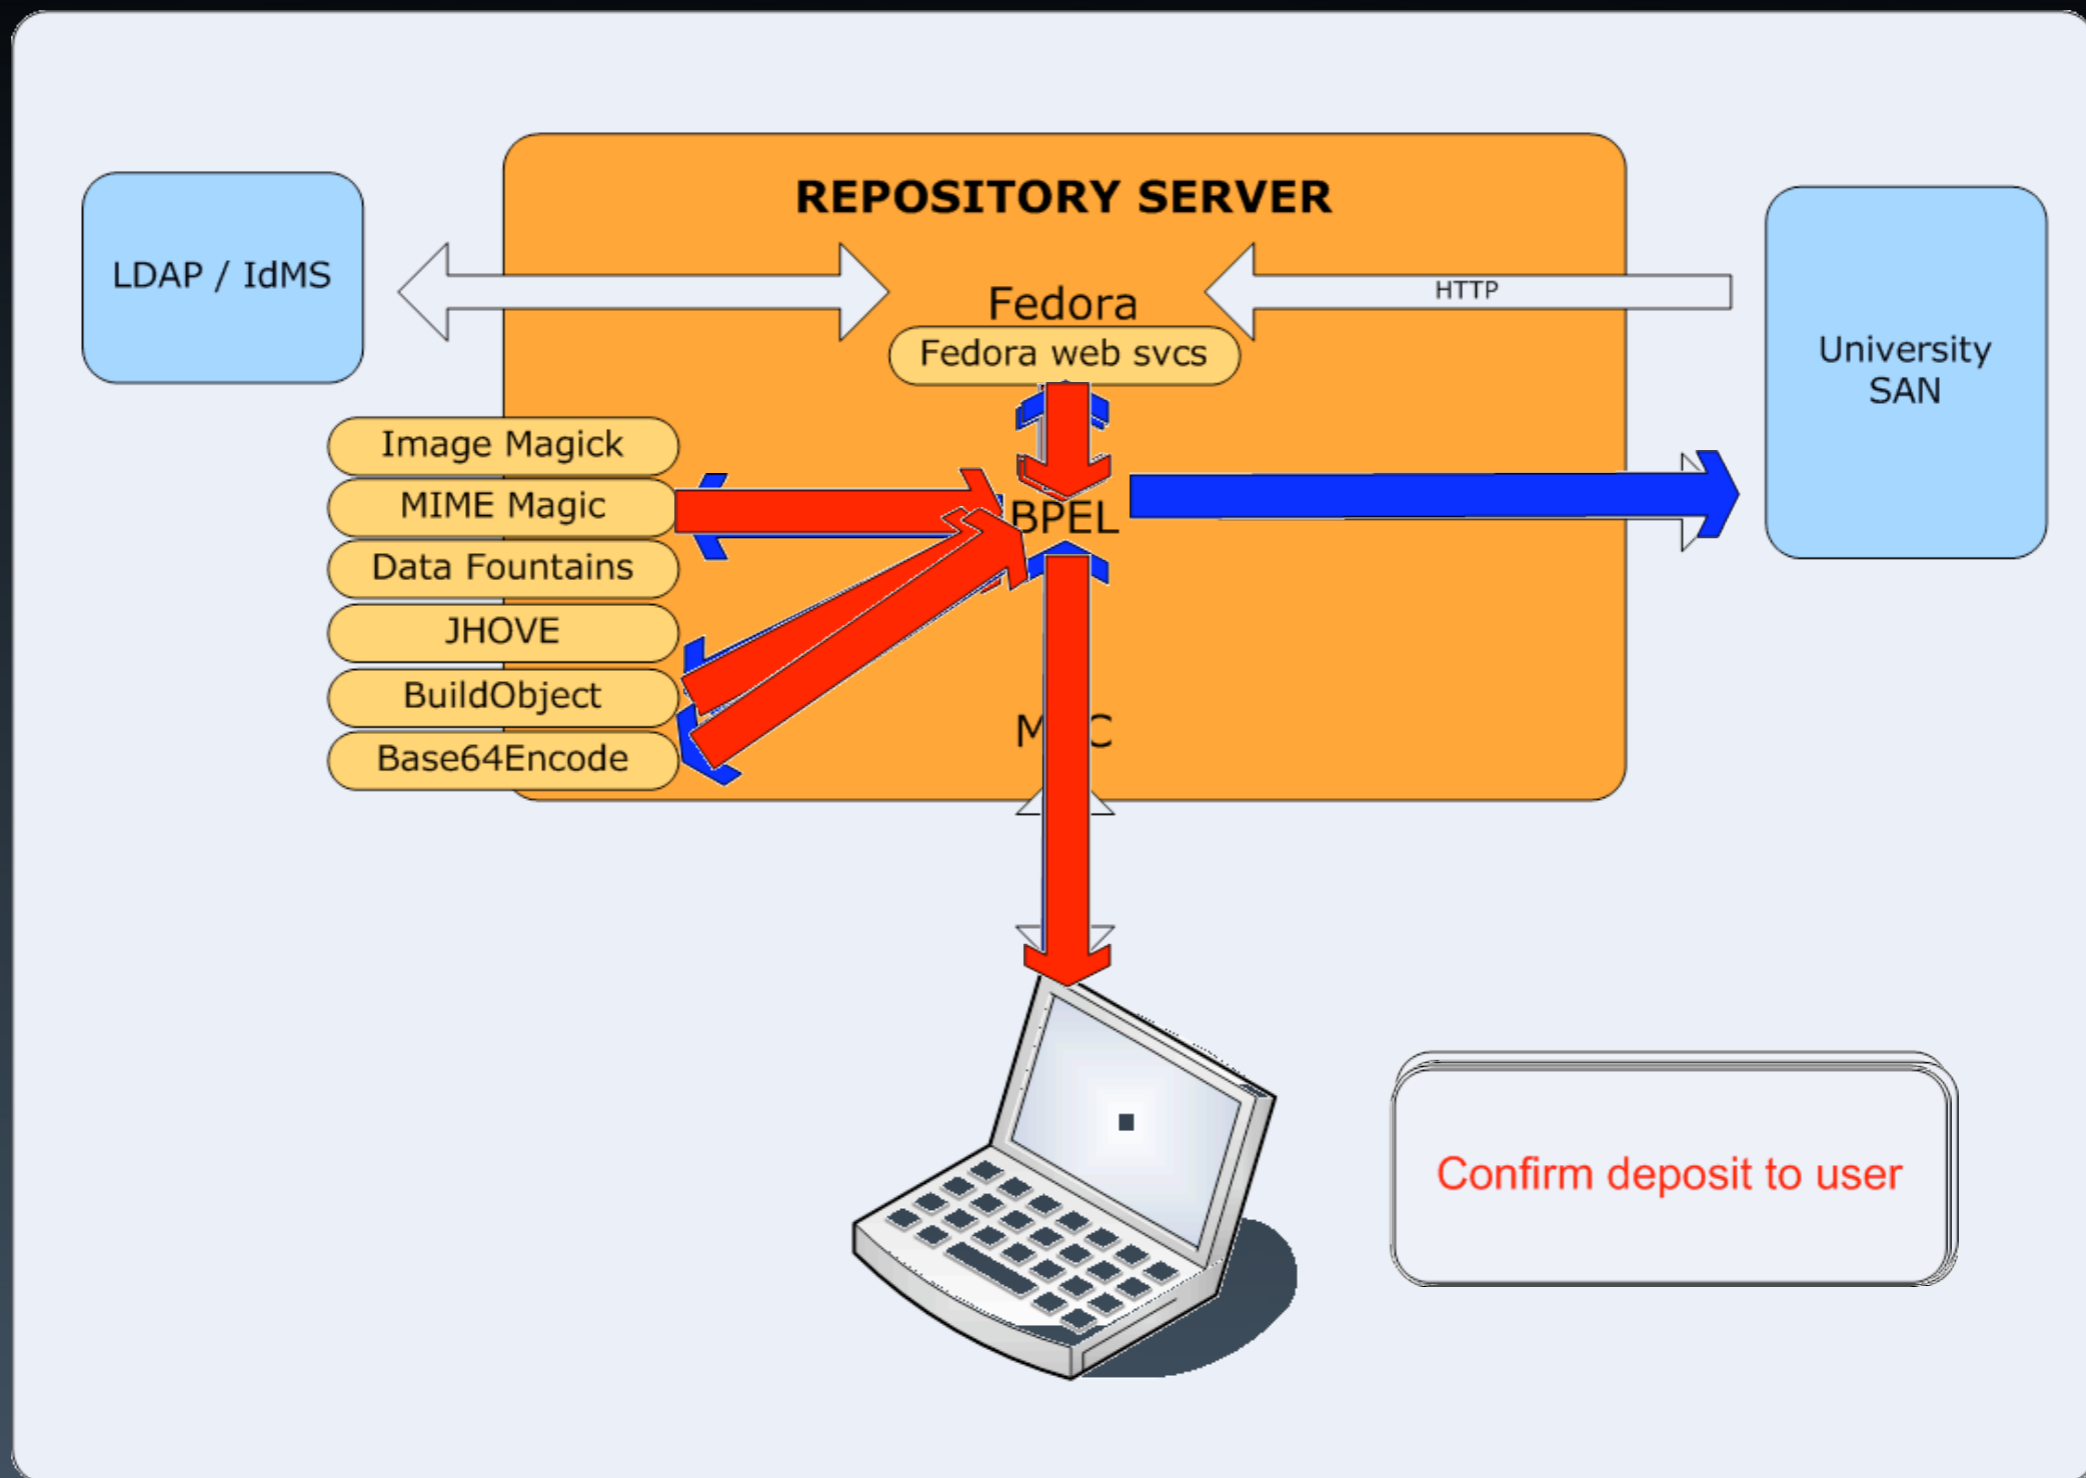 REPOSITORY SERVER
LDAP / IdMS
HTTP
Fedora
Fedora web svcs
University
SAN
Image Magick
MIME Magic
BPEL
Data Fountains
JHOVE
BuildObject
Base64Encode
Confirm deposit to user